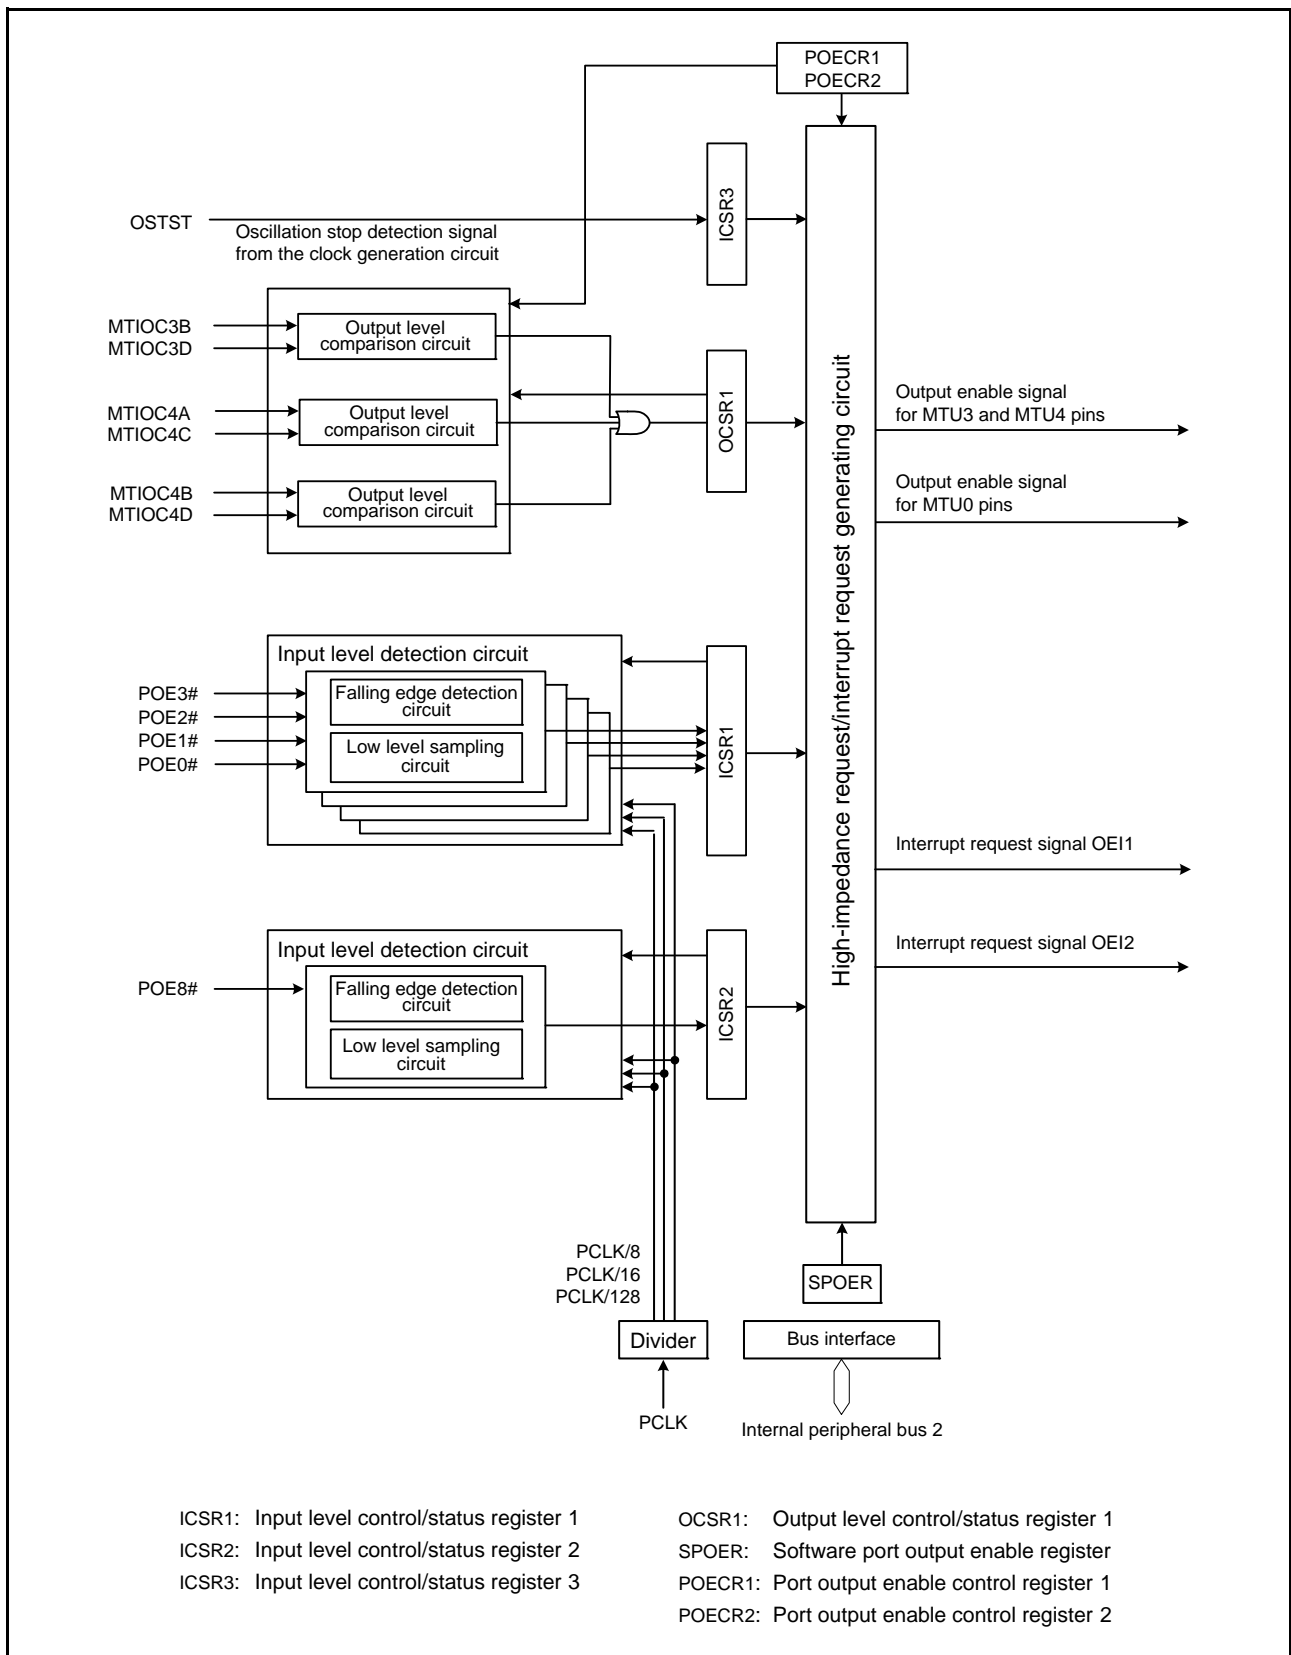 POECR1
POECR2
ICSR3
OSTST
Oscillation stop detection signal
from the clock generation circuit
MTIOC3B
MTIOC3D
Output level
comparison circuit
MTIOC4A
MTIOC4C
Output level
comparison circuit
OCSR1
MTIOC4B
MTIOC4D
Output level
comparison circuit
High-impedance request/interrupt request generating circuit
Output enable signal
for MTU3 and MTU4 pins
Output enable signal
for MTU0 pins
Input level detection circuit
POE3#
POE2#
POE1#
POE0#
Falling edge detection
circuit
Low level sampling
circuit
ICSR1
Interrupt request signal OEI1
Interrupt request signal OEI2
Input level detection circuit
POE8#
Falling edge detection
circuit
Low level sampling
circuit
ICSR2
PCLK/8
PCLK/16
PCLK/128
SPOER
Divider
Bus interface
PCLK
Internal peripheral bus 2
ICSR1: Input level control/status register 1
ICSR2: Input level control/status register 2
ICSR3: Input level control/status register 3
OCSR1: Output level control/status register 1
SPOER: Software port output enable register
POECR1: Port output enable control register 1
POECR2: Port output enable control register 2